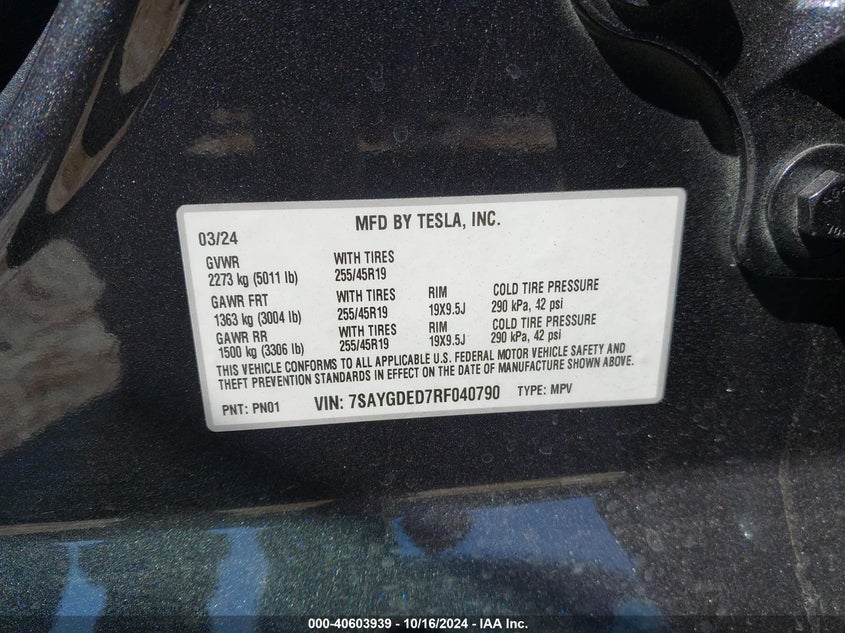 MFD BY TESLA, INC.
03/24
GVWR WITH TIRES
2273 kg (5011 lb) 255/45R19
GAWR FRT WITH TIRES RIM COLD TIRE PRESSURE
1363 kg (3004 lb) 255/45R19 19X9.5J 290 kPa, 42 psi
GAWR RR WITH TIRES RIM COLD TIRE PRESSURE
1500 kg (3306 lb) 255/45R19 19X9.5J 290 kPa, 42 psi
THIS VEHICLE CONFORMS TO ALL APPLICABLE U.S. FEDERAL MOTOR VEHICLE SAFETY AND
THEFT PREVENTION STANDARDS IN EFFECT ON THE DATE OF MANUFACTURE SHOWN ABOVE.
PNT: PN01 VIN: 7SAYGDED7RF040790 TYPE: MPV
000-40603939 - 10/16/2024 - IAA Inc.